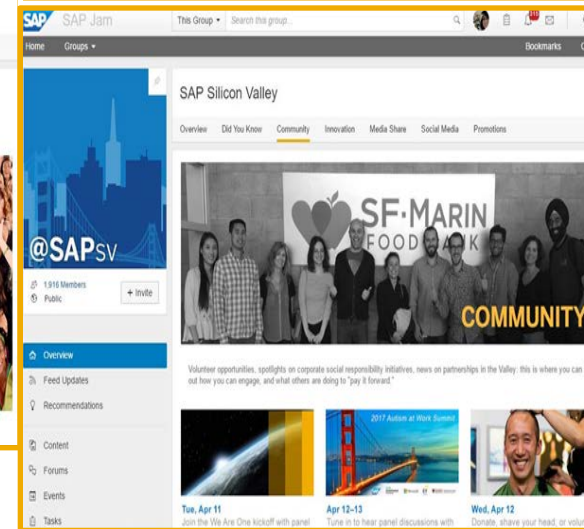 SAP SAP Jam This Group Search this group...
Home Groups Bookmarks
SAP Silicon Valley
Overview Did You Know Community Innovation Media Share Social Media Promotions
SF·MARIN
FOOD BANK
COMMUNITY
@SAPsv
1,916 Members
Public
+ Invite
Overview
Feed Updates
Recommendations
Content
Forums
Events
Tasks
Volunteer opportunities, spotlights on corporate social responsibility initiatives, news on partnerships in the Valley. this is where you can
out how you can engage, and what others are doing to "pay it forward."
2017 Autism at Work Summit
Tue, Apr 11
Join the We Are One kickoff with panel
Apr 12–13
Tune in to hear panel discussions with
Wed, Apr 12
Donate, shave your head, or volu